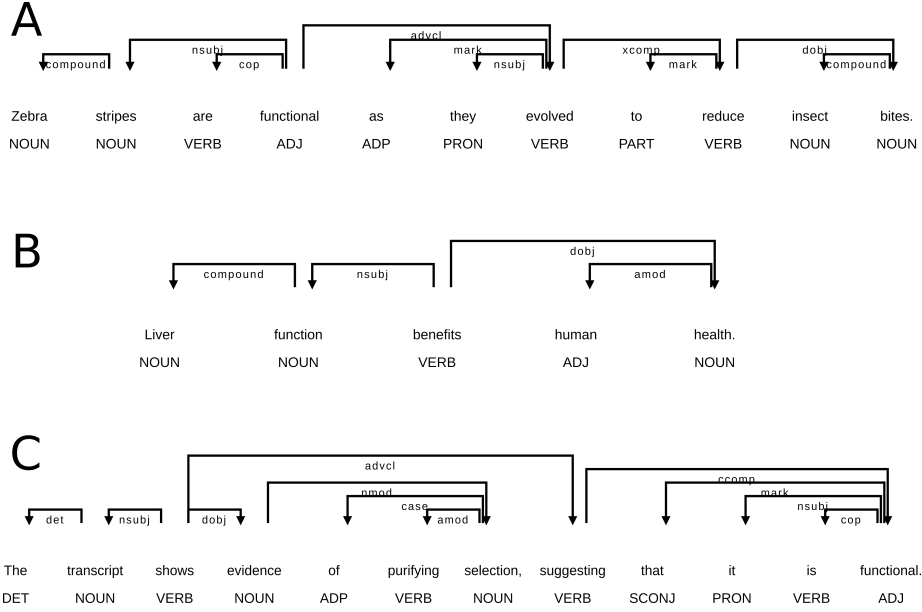 A
advcl
nsubj mark xcomp dobj
compound cop nsubj mark compound
Zebra stripes are functional as they evolved to reduce insect bites.
NOUN NOUN VERB ADJ ADP PRON VERB PART VERB NOUN NOUN
B
dobj
compound nsubj amod
Liver function benefits human health.
NOUN NOUN VERB ADJ NOUN
C
advcl
nmod ccomp
case mark
nsubj
det nsubj dobj amod cop
The transcript shows evidence of purifying selection, suggesting that it is functional.
DET NOUN VERB NOUN ADP VERB NOUN VERB SCONJ PRON VERB ADJ